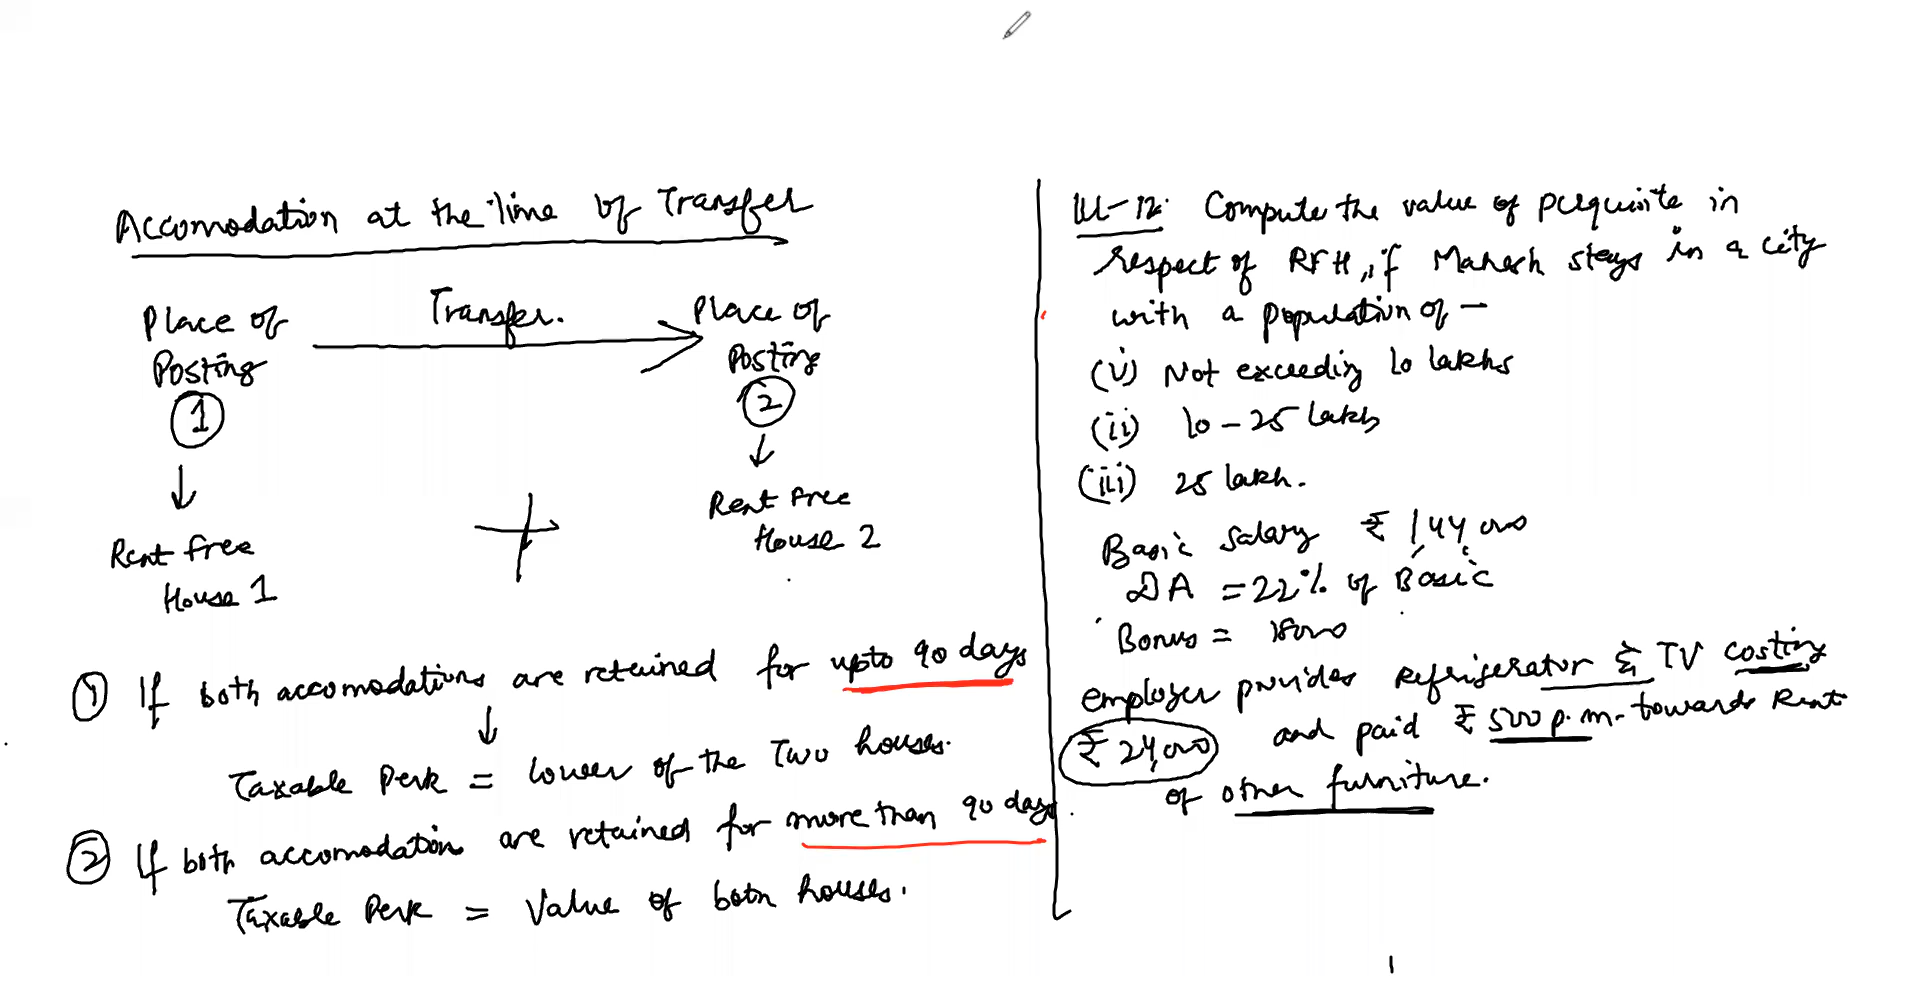 Accomodation at the time of Transfer
Place of
Posting
1
Transfer.
Place of
Posting
2
Rent free
House 1
Rent free
House 2
1 If both accomodations are retained for upto 90 days
Taxable Perk = lower of the Two houses.
2 If both accomodations are retained for more than 90 days.
Taxable Perk = Value of both houses.
Ill-12. Compute the value of perquisite in
respect of RFH, if Mahesh stays in a city
with a population of -
(i) Not exceeding 10 lakhs
(ii) 10-25 lakhs
(iii) 25 lakh.
Basic salary ₹ 1,44,000
DA = 22% of Basic
Bonus = 18000
employer provides Refrigerator & TV costing
₹ 24,000 and paid ₹ 500 p.m. towards Rent
of other furniture.